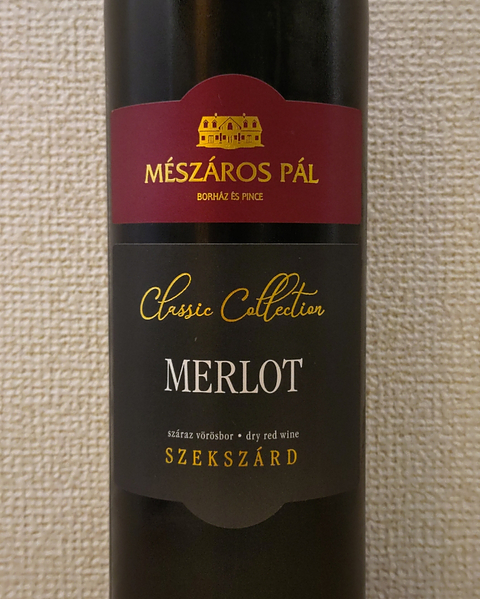 MÉSZÁROS PÁL
BORHÁZ ÉS PINCE
Classic Collection
MERLOT
száraz vörösbor • dry red wine
SZEKSZÁRD